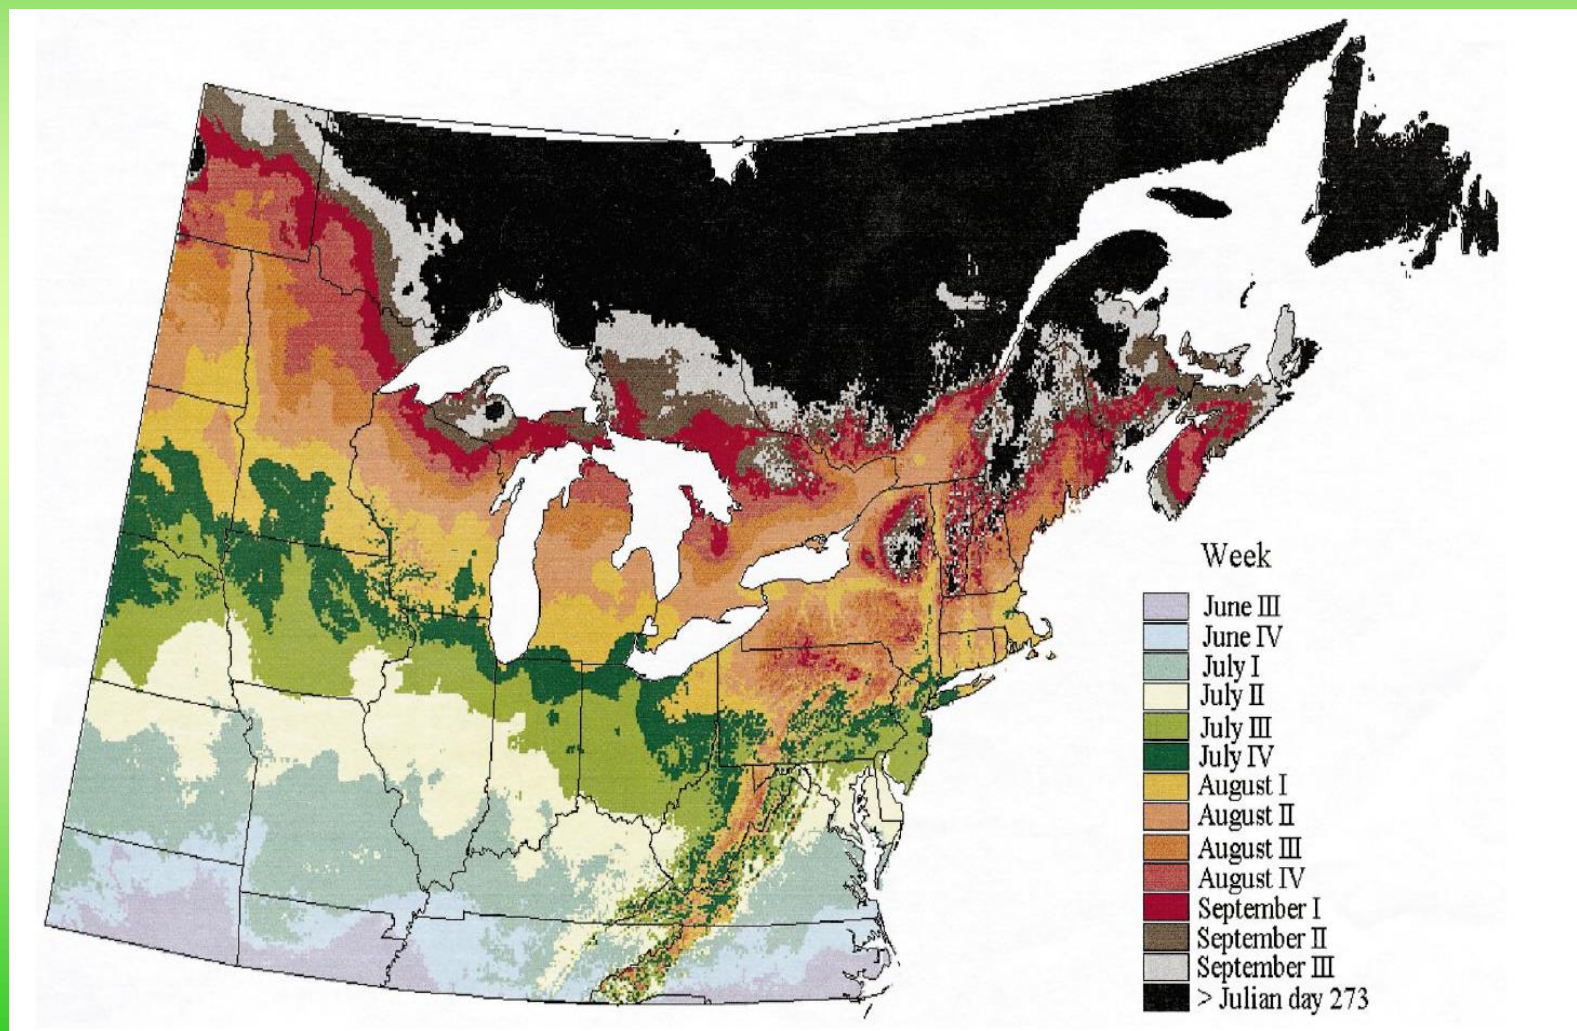 Week
June III
June IV
July I
July II
July III
July IV
August I
August II
August III
August IV
September I
September II
September III
> Julian day 273